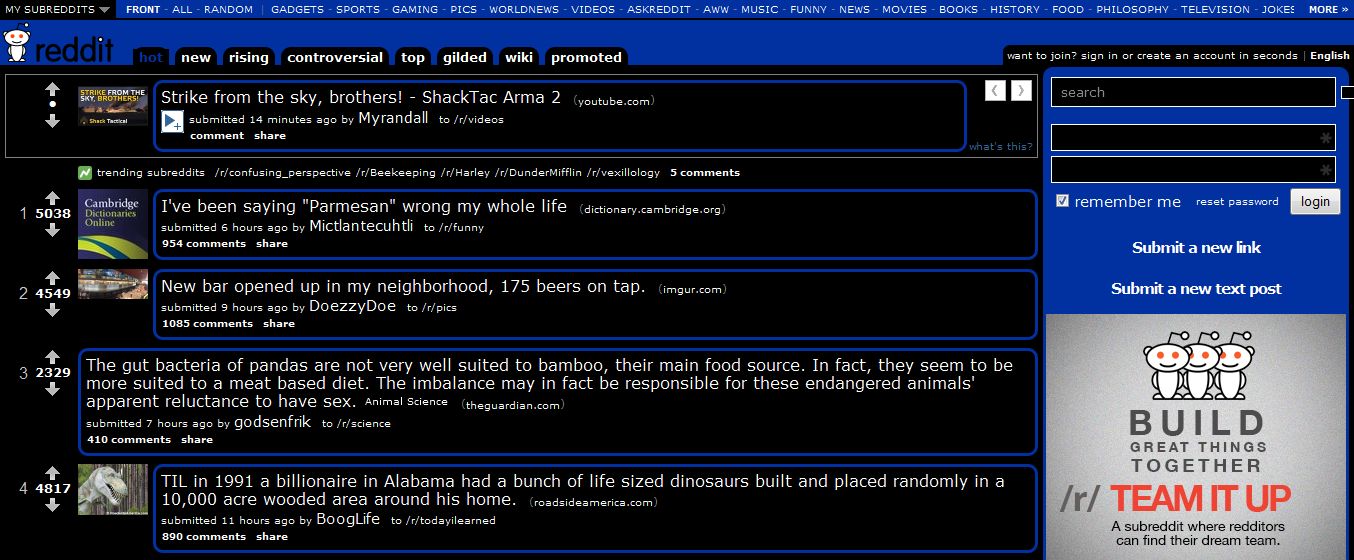 MY SUBREDDITS FRONT - ALL - RANDOM | GADGETS - SPORTS - GAMING - PICS - WORLDNEWS - VIDEOS - ASKREDDIT - AWW - MUSIC - FUNNY - NEWS - MOVIES - BOOKS - HISTORY - FOOD - PHILOSOPHY - TELEVISION - JOKES MORE »
reddit hot new rising controversial top gilded wiki promoted
want to join? sign in or create an account in seconds | English
STRIKE FROM THE
SKY, BROTHERS!
Shack Tactical
Strike from the sky, brothers! - ShackTac Arma 2 (youtube.com)
submitted 14 minutes ago by Myrandall to /r/videos
comment share
what's this?
trending subreddits /r/confusing_perspective /r/Beekeeping /r/Harley /r/DunderMifflin /r/vexillology 5 comments
1 5038
Cambridge
Dictionaries
Online
I've been saying "Parmesan" wrong my whole life (dictionary.cambridge.org)
submitted 6 hours ago by Mictlantecuhtli to /r/funny
954 comments share
2 4549
New bar opened up in my neighborhood, 175 beers on tap. (imgur.com)
submitted 9 hours ago by DoezzyDoe to /r/pics
1085 comments share
3 2329
The gut bacteria of pandas are not very well suited to bamboo, their main food source. In fact, they seem to be
more suited to a meat based diet. The imbalance may in fact be responsible for these endangered animals'
apparent reluctance to have sex. Animal Science (theguardian.com)
submitted 7 hours ago by godsenfrik to /r/science
410 comments share
4 4817
TIL in 1991 a billionaire in Alabama had a bunch of life sized dinosaurs built and placed randomly in a
10,000 acre wooded area around his home. (roadsideamerica.com)
submitted 11 hours ago by BoogLife to /r/todayilearned
890 comments share
search
remember me reset password login
Submit a new link
Submit a new text post
BUILD
GREAT THINGS
TOGETHER
/r/ TEAM IT UP
A subreddit where redditors
can find their dream team.